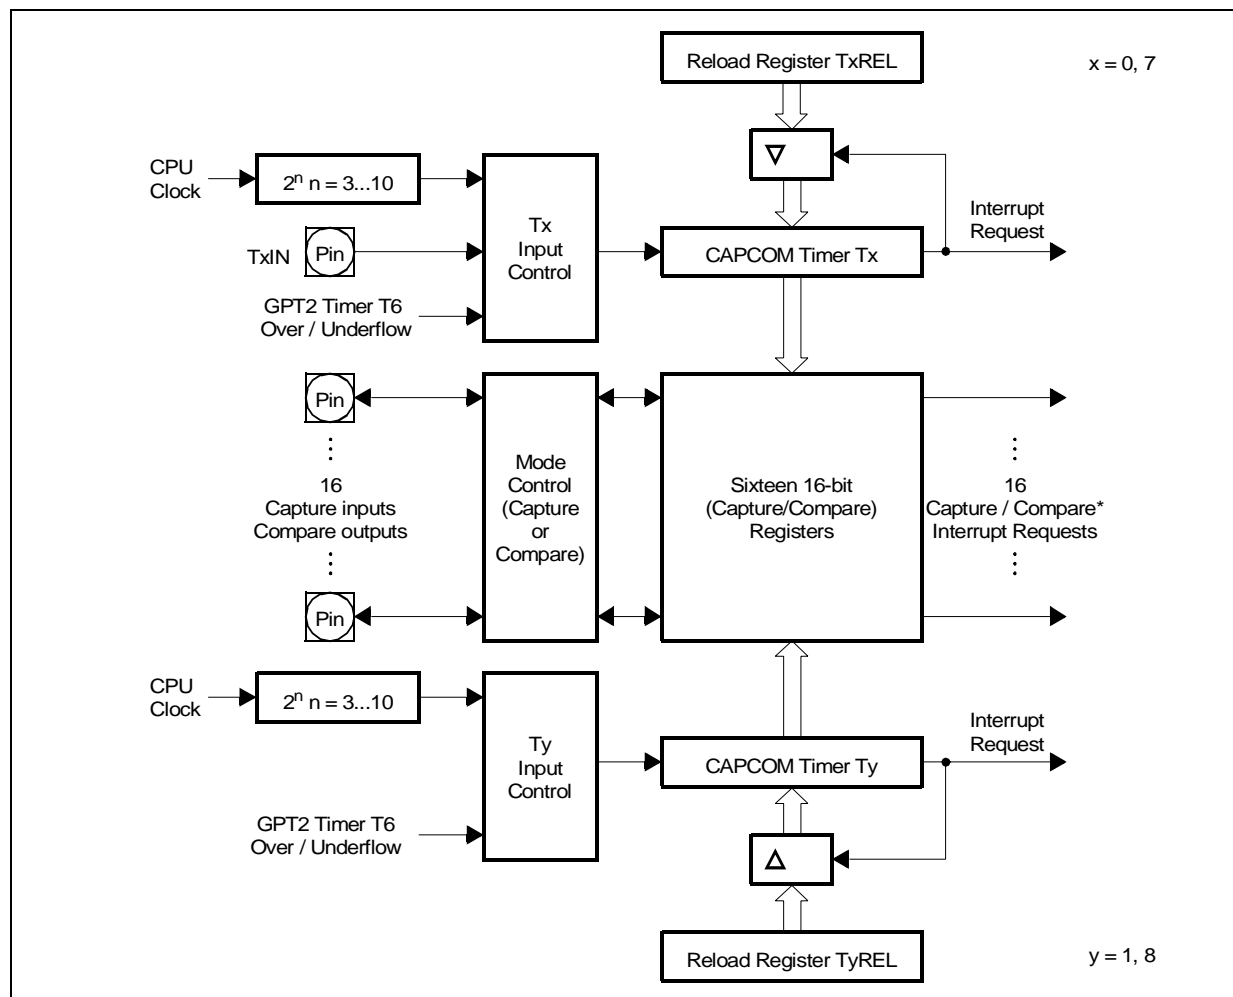 Reload Register TxREL
x = 0, 7
CPU
Clock
2ⁿ n = 3...10
TxIN
Pin
GPT2 Timer T6
Over / Underflow
Tx
Input
Control
CAPCOM Timer Tx
Interrupt
Request
Pin
16
Capture inputs
Compare outputs
Pin
Mode
Control
(Capture
or
Compare)
Sixteen 16-bit
(Capture/Compare)
Registers
16
Capture / Compare*
Interrupt Requests
CPU
Clock
2ⁿ n = 3...10
GPT2 Timer T6
Over / Underflow
Ty
Input
Control
CAPCOM Timer Ty
Interrupt
Request
Reload Register TyREL
y = 1, 8